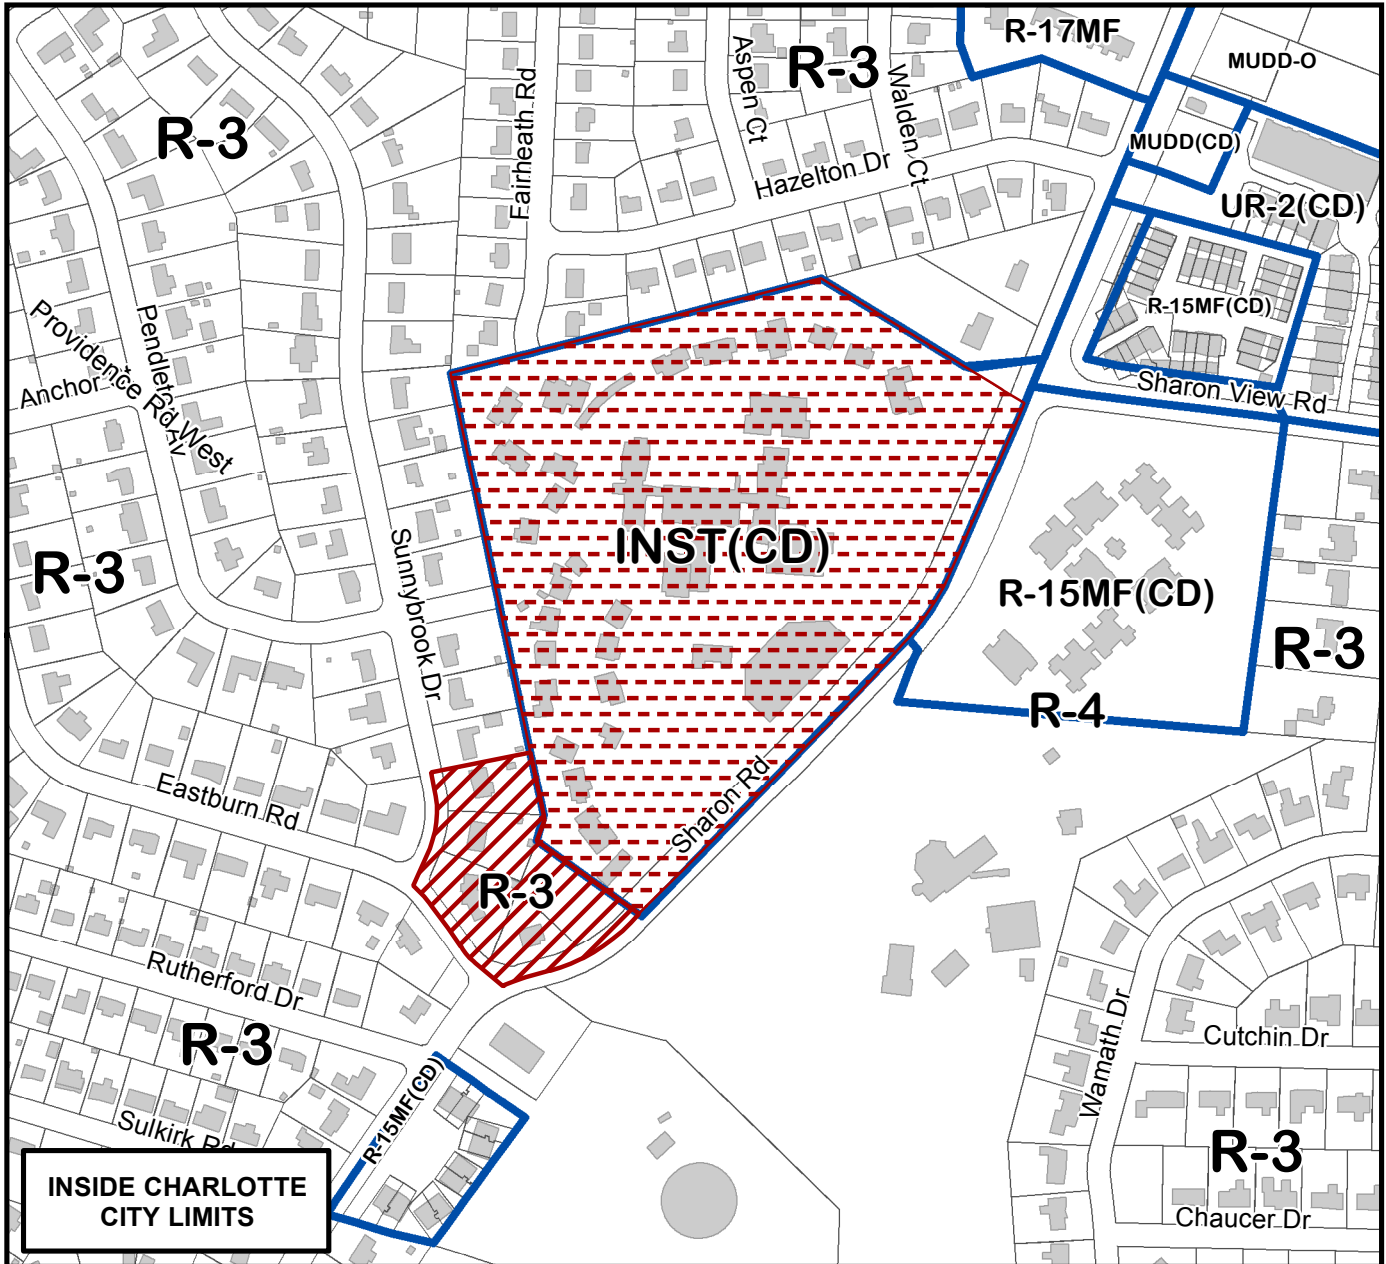 R-17MF
MUDD-O
R-3
Aspen Ct
Walden Ct
Fairheath Rd
R-3
MUDD(CD)
Hazelton Dr
UR-2(CD)
R-15MF(CD)
Sharon View Rd
Providence Rd West
Anchor
Sunnybrook Dr
INST(CD)
R-3
R-15MF(CD)
R-3
R-4
Sharon Rd
Eastburn Rd
R-3
Rutherford Dr
Wamath Dr
Cutchin Dr
R-3
R-15MF(CD)
Sulkirk Rd
R-3
Chaucer Dr
INSIDE CHARLOTTE
CITY LIMITS